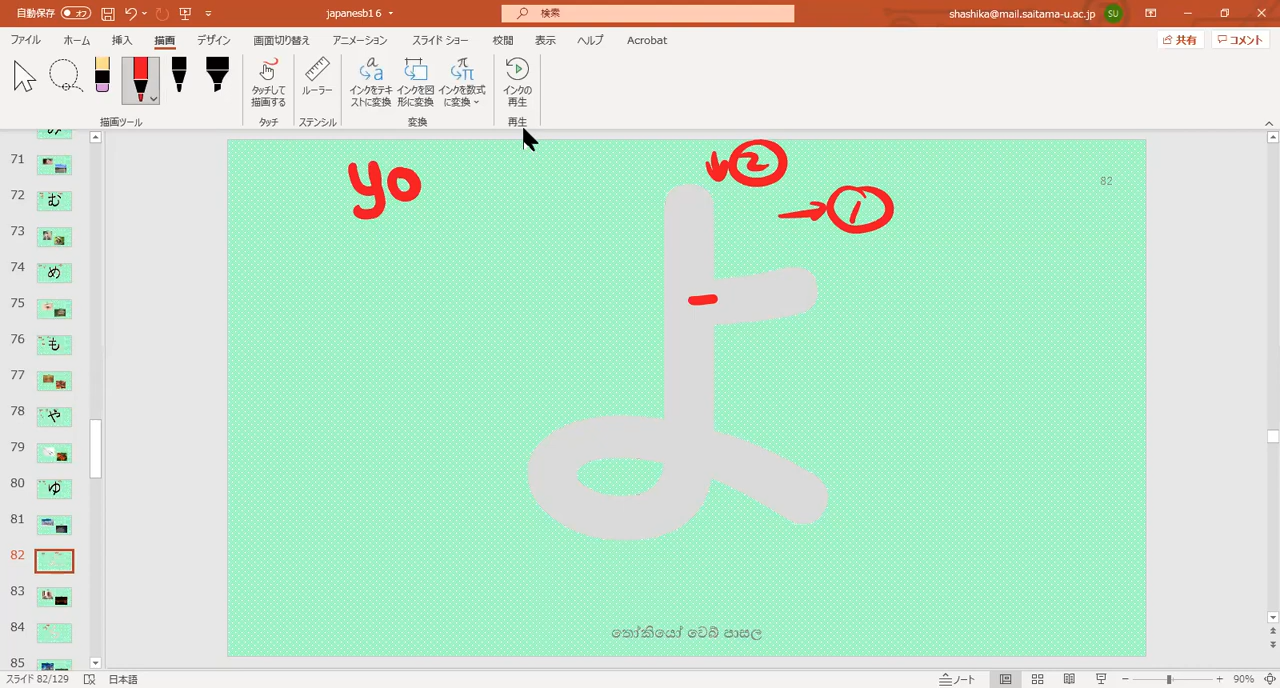 自動保存 オフ japanesb16 検索 shashika@mail.saitama-u.ac.jp SU
ファイル ホーム 挿入 描画 デザイン 画面切り替え アニメーション スライド ショー 校閲 表示 ヘルプ Acrobat 共有 コメント
タッチして描画する ルーラー インクをテキストに変換 インクを図形に変換 インクを数式に変換 インクの再生
描画ツール タッチ ステンシル 変換 再生
71
72 む
73
74 め
75
76 も
77
78 や
79
80 ゆ
81
82
83
84
85
yo ② ①
82
よ
තෝකියෝ වෙබ් පාසල
スライド 82/129 日本語 ノート 90%